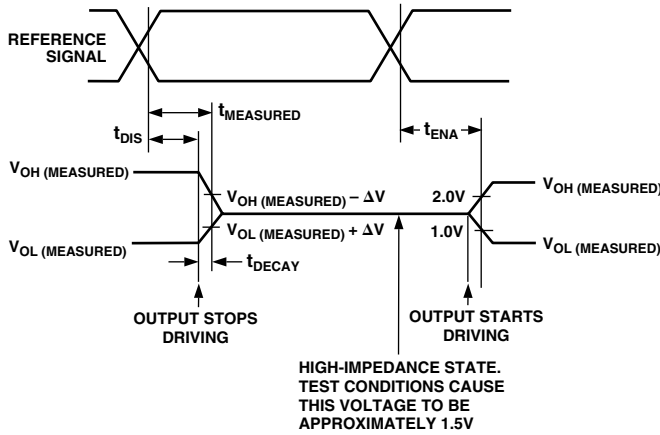 REFERENCE
SIGNAL
tMEASURED
tDIS
tENA
VOH (MEASURED)
VOH (MEASURED) – ΔV
2.0V
VOH (MEASURED)
VOL (MEASURED)
VOL (MEASURED) + ΔV
1.0V
VOL (MEASURED)
tDECAY
OUTPUT STOPS
DRIVING
OUTPUT STARTS
DRIVING
HIGH-IMPEDANCE STATE.
TEST CONDITIONS CAUSE
THIS VOLTAGE TO BE
APPROXIMATELY 1.5V